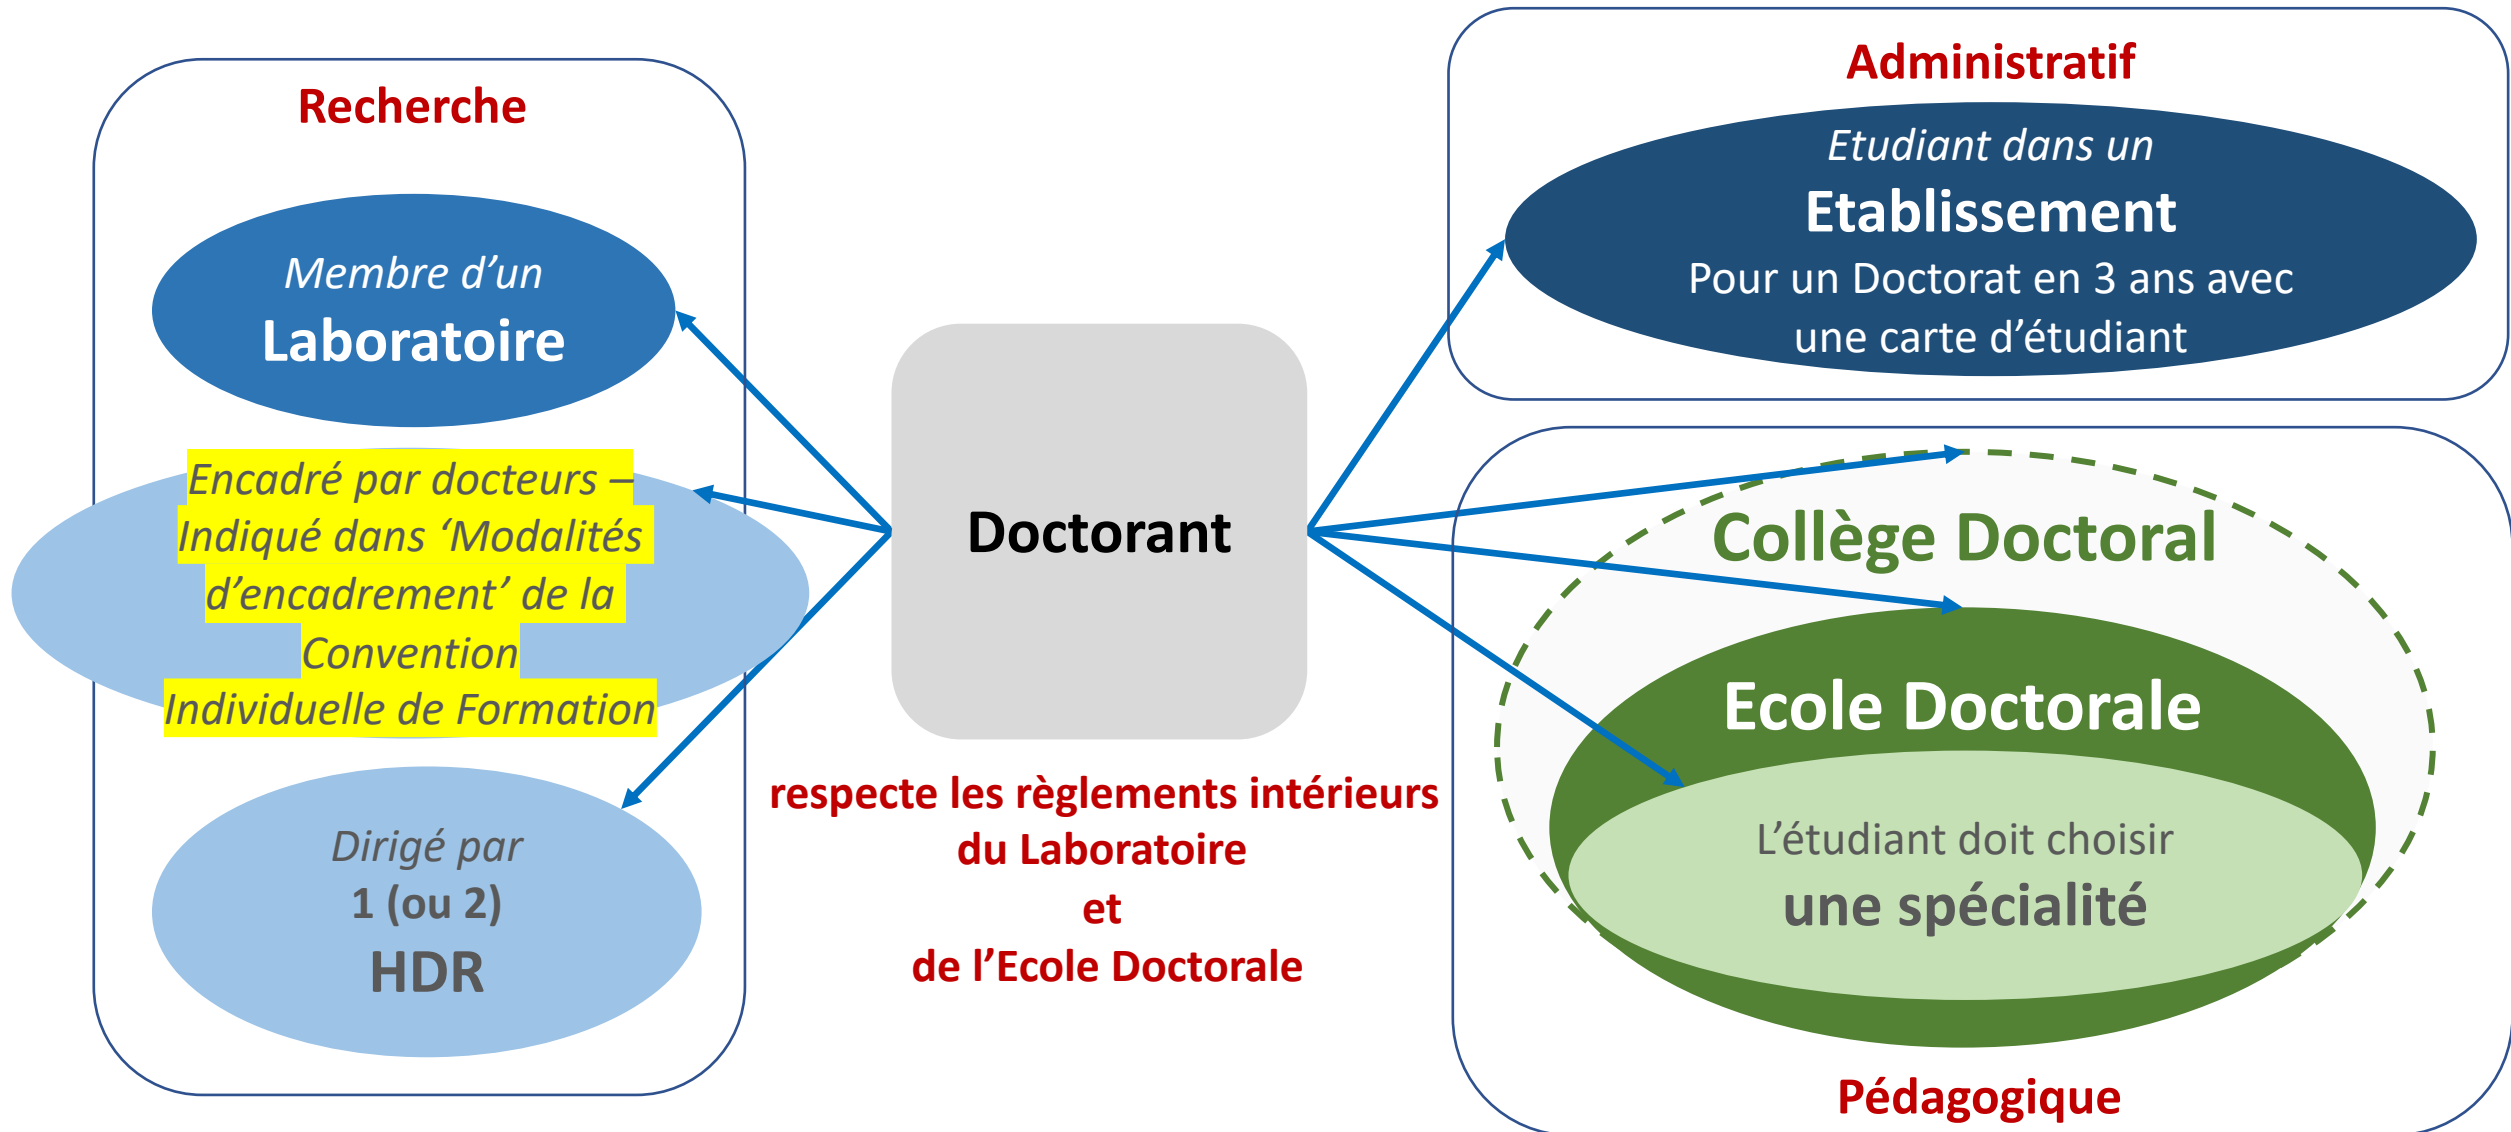 Recherche
Membre d’un
Laboratoire
Encadré par docteurs –
Indiqué dans ‘Modalités
d’encadrement’ de la
Convention
Individuelle de Formation
Dirigé par
1 (ou 2)
HDR
Doctorant
respecte les règlements intérieurs
du Laboratoire
et
de l’Ecole Doctorale
Administratif
Etudiant dans un
Etablissement
Pour un Doctorat en 3 ans avec
une carte d’étudiant
Collège Doctoral
Ecole Doctorale
L’étudiant doit choisir
une spécialité
Pédagogique